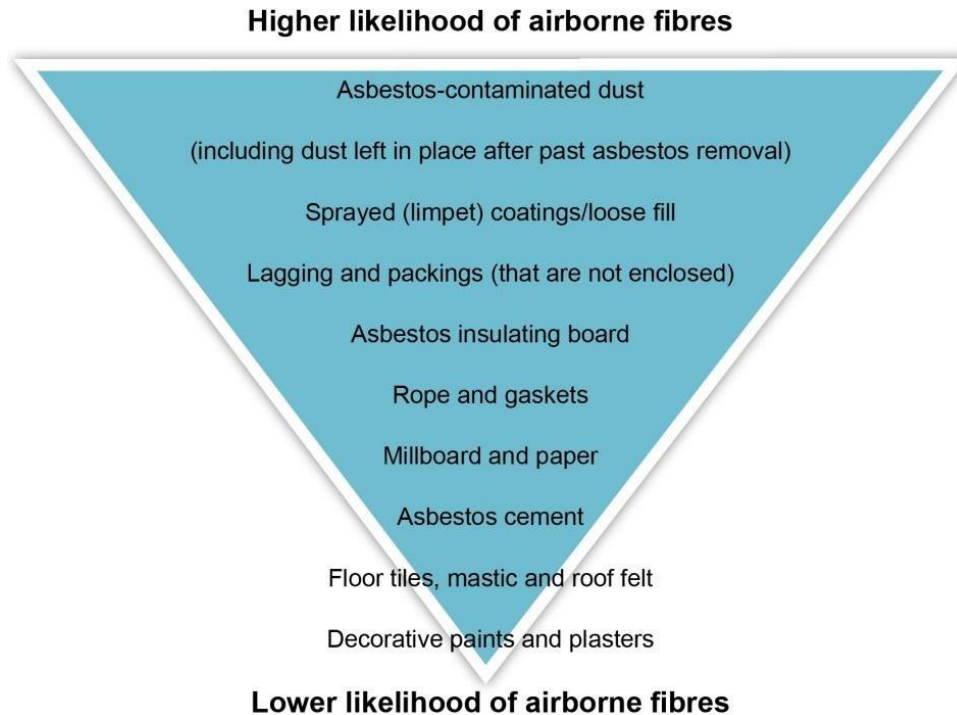 Higher likelihood of airborne fibres
Asbestos-contaminated dust
(including dust left in place after past asbestos removal)
Sprayed (limpet) coatings/loose fill
Lagging and packings (that are not enclosed)
Asbestos insulating board
Rope and gaskets
Millboard and paper
Asbestos cement
Floor tiles, mastic and roof felt
Decorative paints and plasters
Lower likelihood of airborne fibres